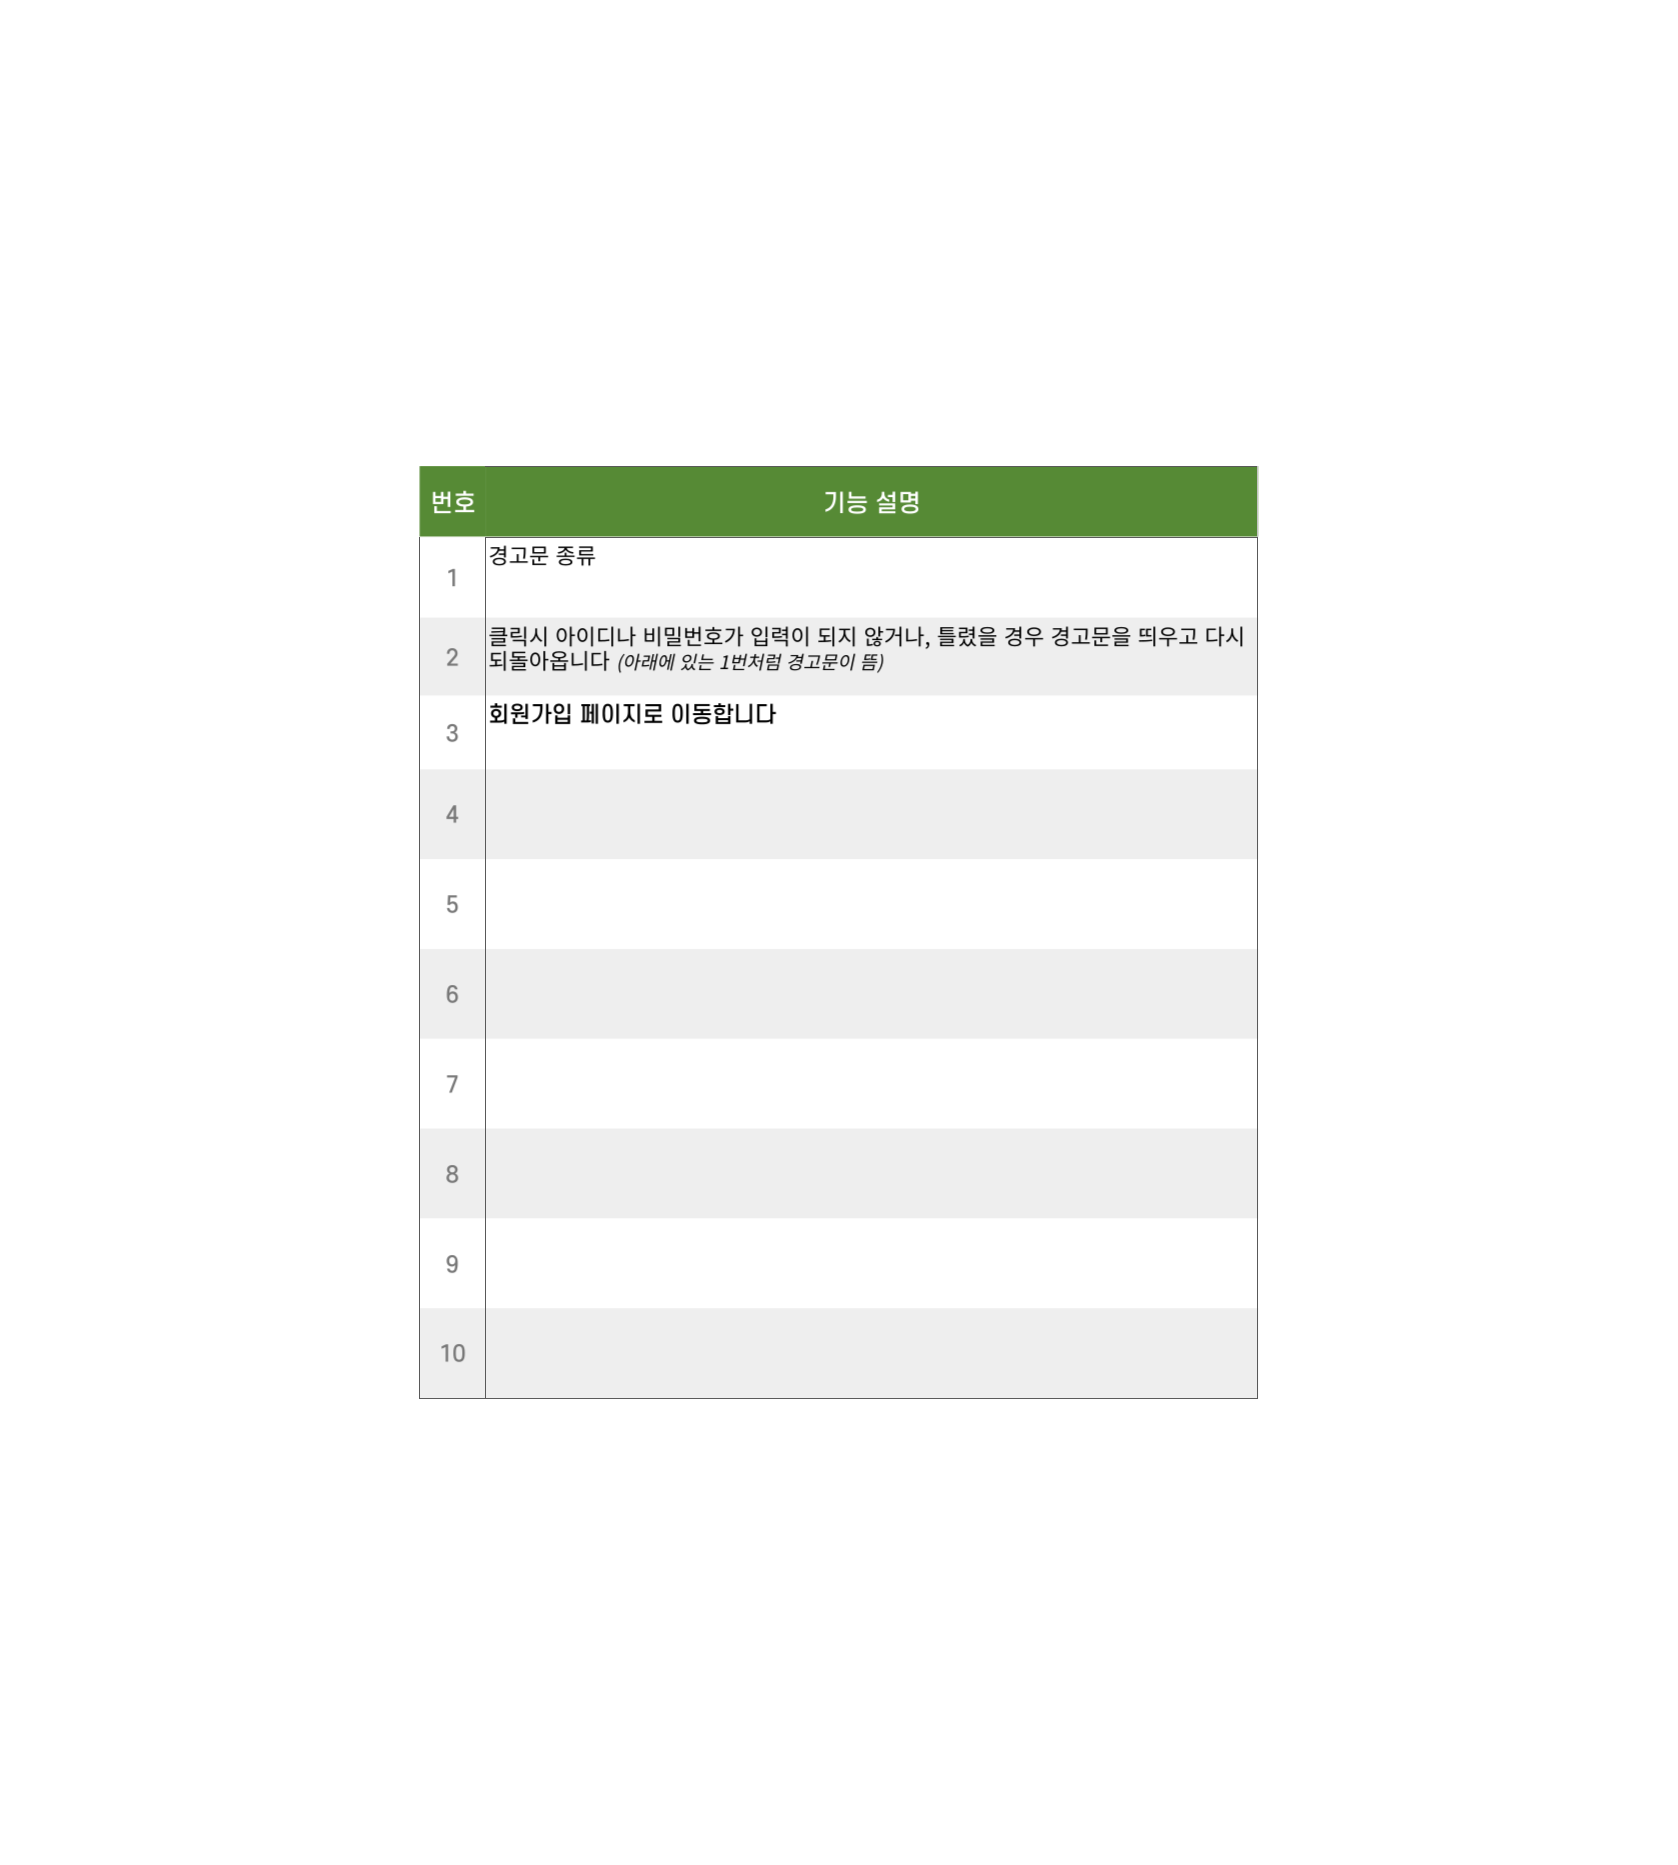 번호 기능 설명
1 경고문 종류
2 클릭시 아이디나 비밀번호가 입력이 되지 않거나, 틀렸을 경우 경고문을 띄우고 다시
되돌아옵니다 (아래에 있는 1번처럼 경고문이 뜸)
3 회원가입 페이지로 이동합니다
4
5
6
7
8
9
10